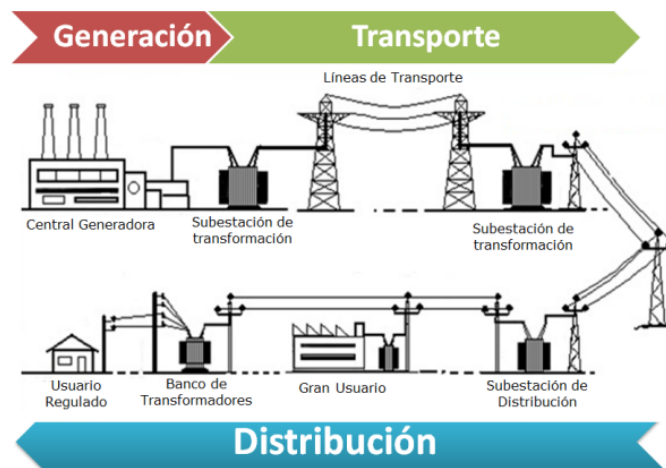 Generación
Transporte
Líneas de Transporte
Central Generadora
Subestación de
transformación
Subestación de
transformación
Usuario
Regulado
Banco de
Transformadores
Gran Usuario
Subestación de
Distribución
Distribución